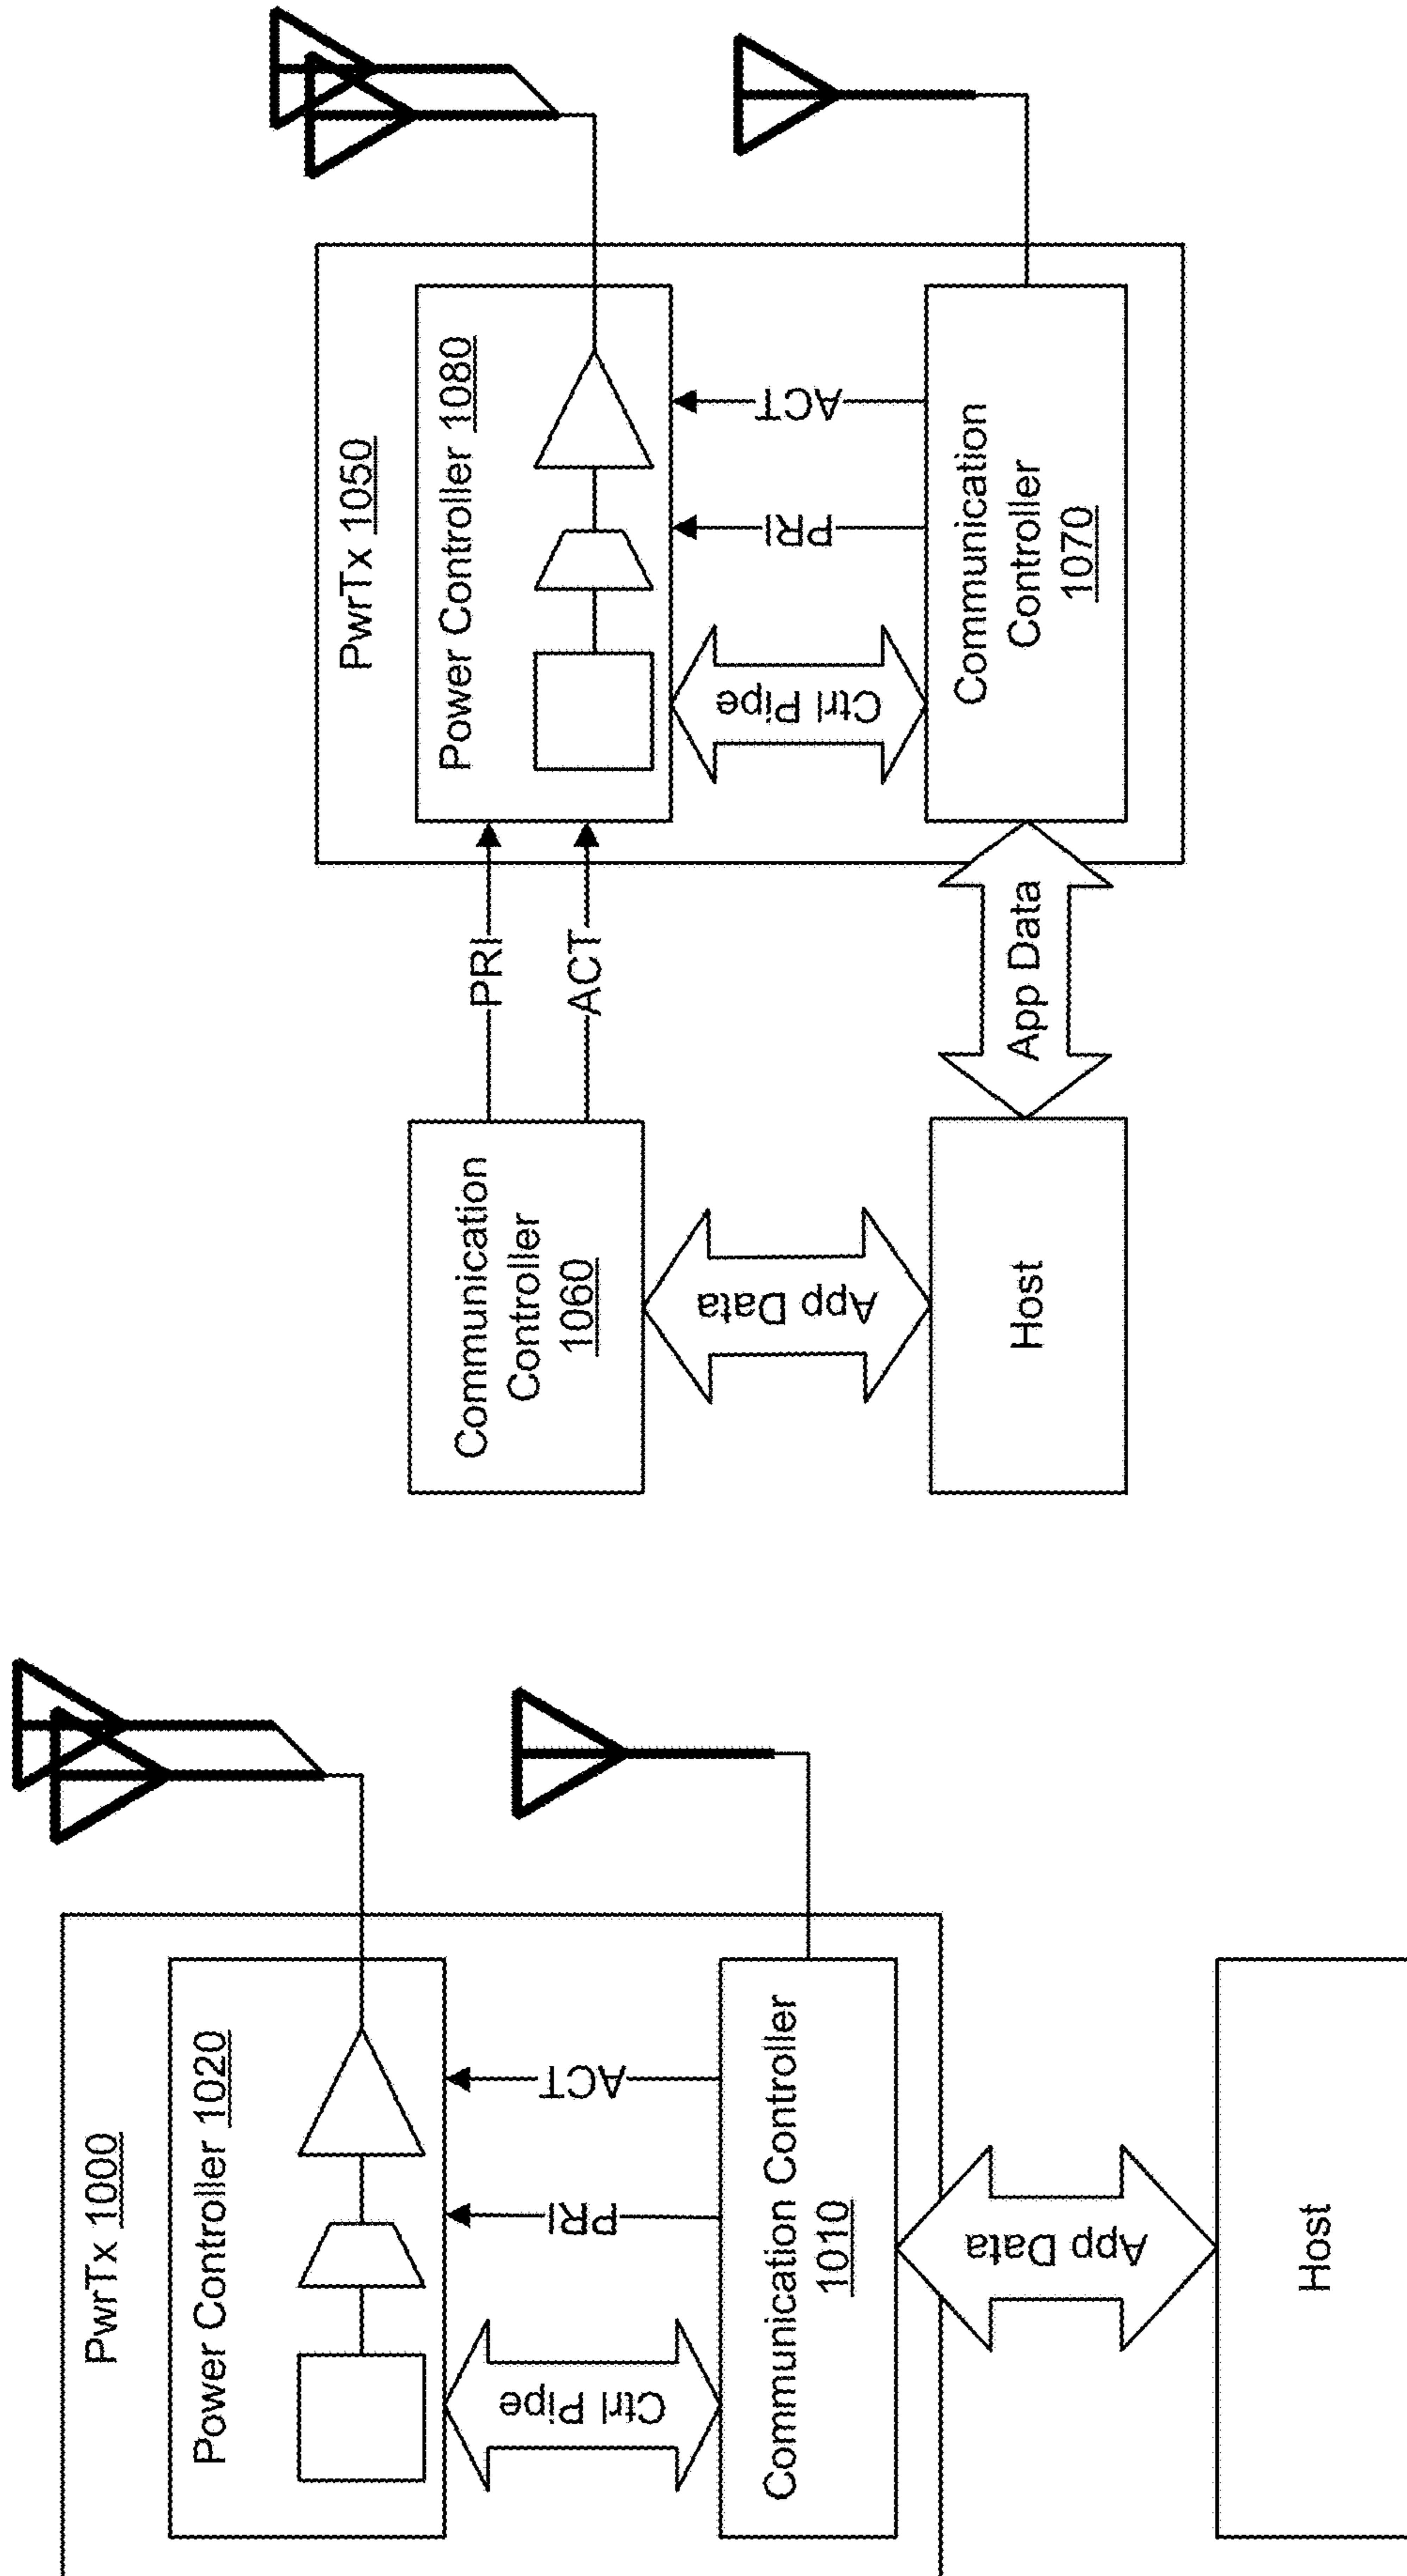 PwrTx 1000
Power Controller 1020
Ctrl Pipe
PRI
ACT
Communication Controller
1010
App Data
Host
PwrTx 1050
Power Controller 1080
Ctrl Pipe
PRI
ACT
Communication
Controller
1070
PRI
ACT
Communication
Controller
1060
App Data
App Data
Host